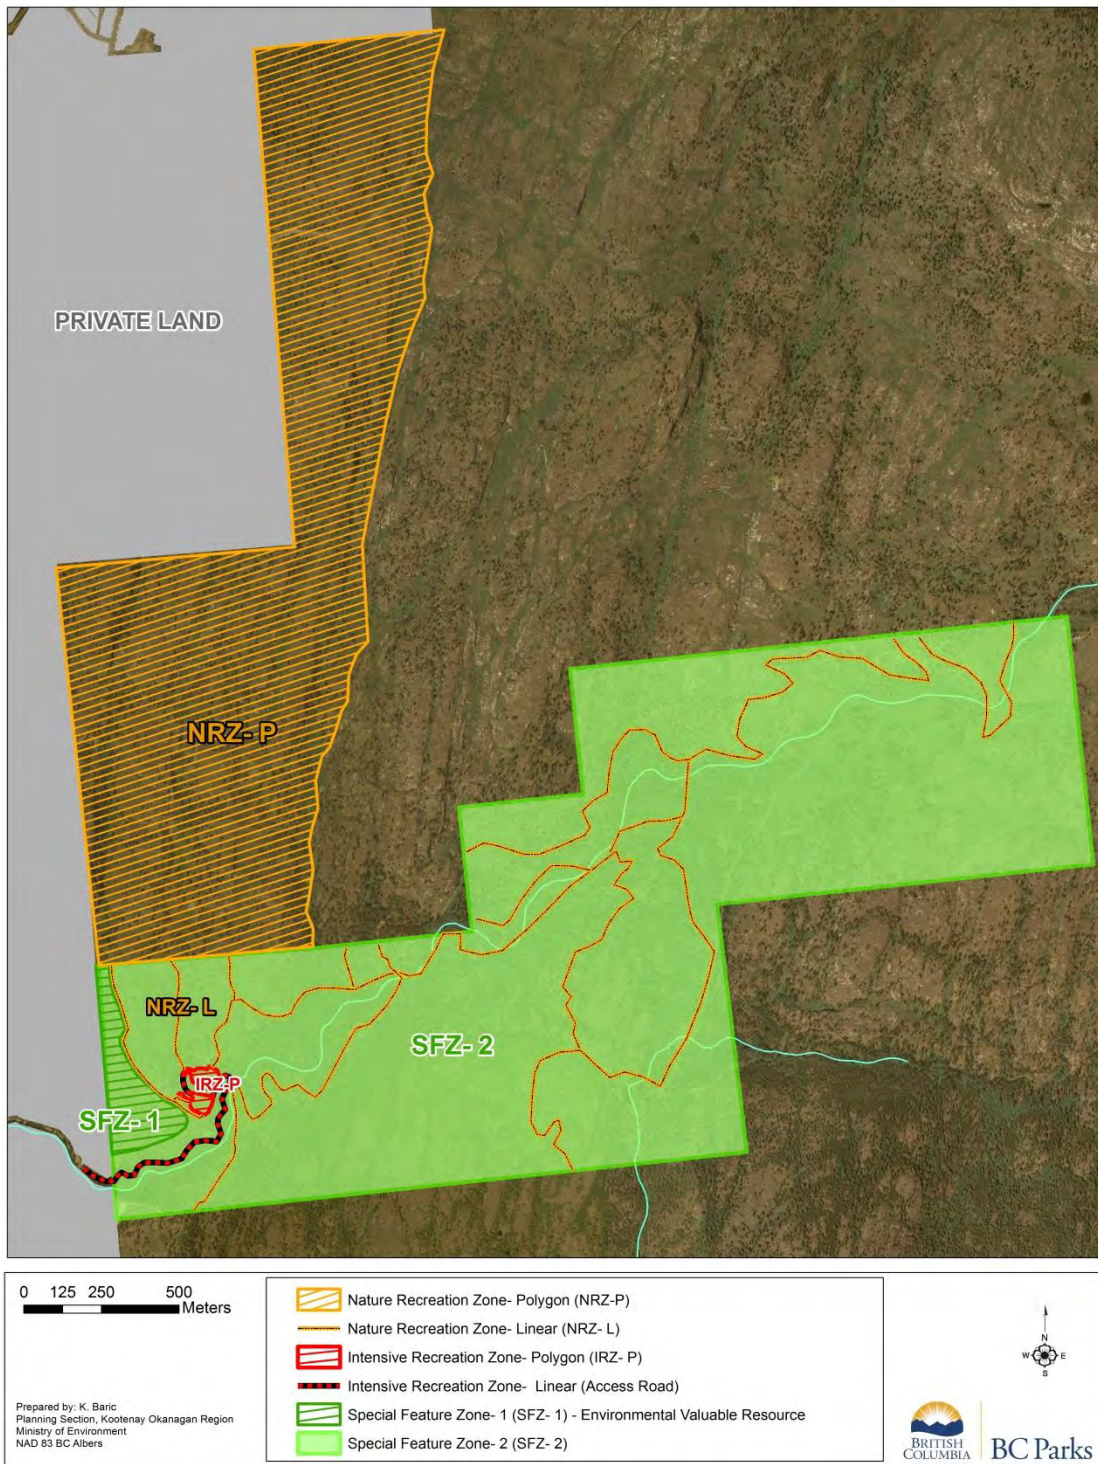 PRIVATE LAND
NRZ- P
NRZ- L
SFZ- 2
IRZ-P
SFZ- 1
0 125 250 500
Meters
Nature Recreation Zone- Polygon (NRZ-P)
Nature Recreation Zone- Linear (NRZ- L)
Intensive Recreation Zone- Polygon (IRZ- P)
Intensive Recreation Zone- Linear (Access Road)
Special Feature Zone- 1 (SFZ- 1) - Environmental Valuable Resource
Special Feature Zone- 2 (SFZ- 2)
Prepared by: K. Baric
Planning Section, Kootenay Okanagan Region
Ministry of Environment
NAD 83 BC Albers
N
W E
S
BRITISH
COLUMBIA
BC Parks